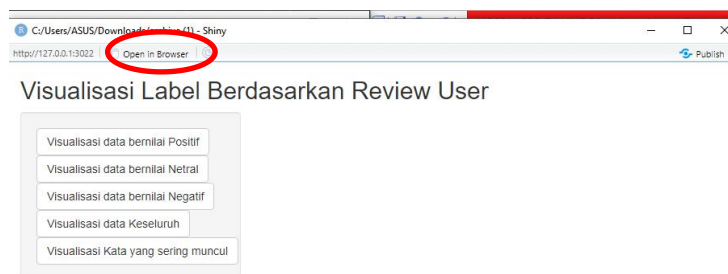 C:/Users/ASUS/Downloads/archive (1) - Shiny
http://127.0.0.1:3022 Open in Browser Publish
Visualisasi Label Berdasarkan Review User
Visualisasi data bernilai Positif
Visualisasi data bernilai Netral
Visualisasi data bernilai Negatif
Visualisasi data Keseluruh
Visualisasi Kata yang sering muncul